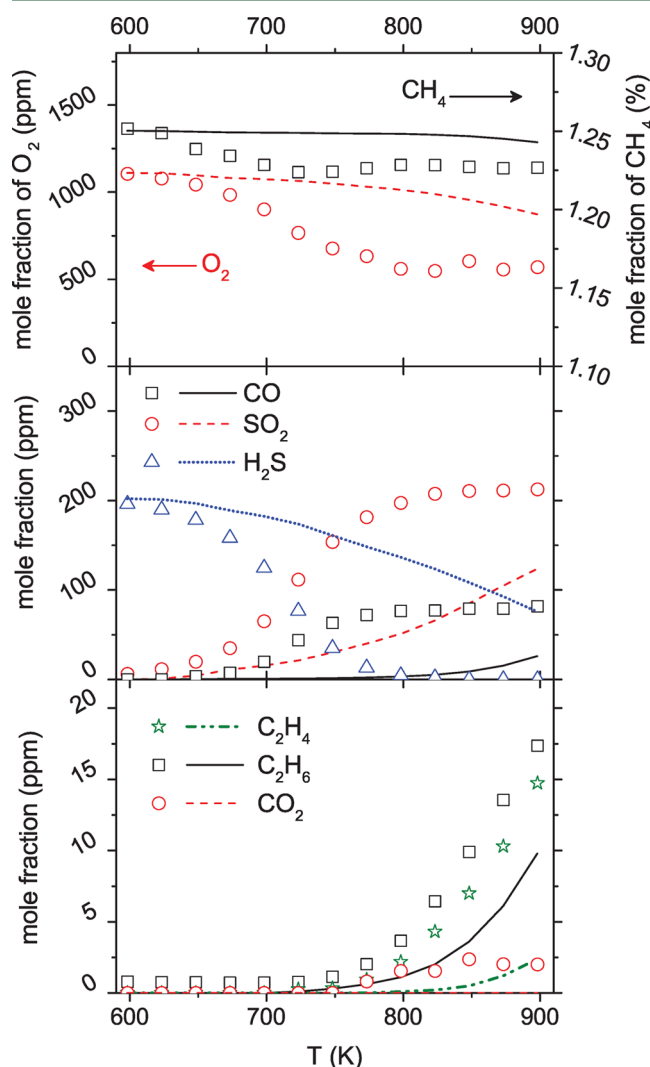 600 700 800 900
mole fraction of O2 (ppm)
1750
1500
1000
500
0
CH4
O2
1.30
1.25
1.20
1.15
1.10
mole fraction of CH4 (%)
mole fraction (ppm)
300
200
100
0
CO
SO2
H2S
mole fraction (ppm)
20
15
10
5
0
C2H4
C2H6
CO2
600 700 800 900
T (K)